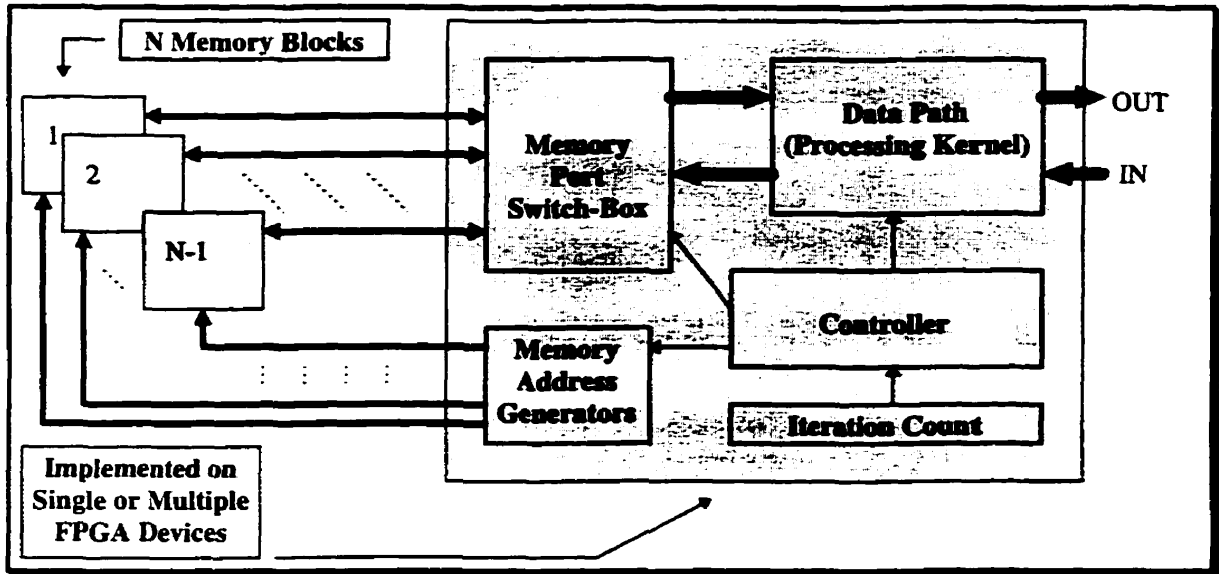 N Memory Blocks
1
2
N-1
Memory
Port
Switch-Box
Data Path
(Processing Kernel)
OUT
IN
Controller
Memory
Address
Generators
Iteration Count
Implemented on
Single or Multiple
FPGA Devices